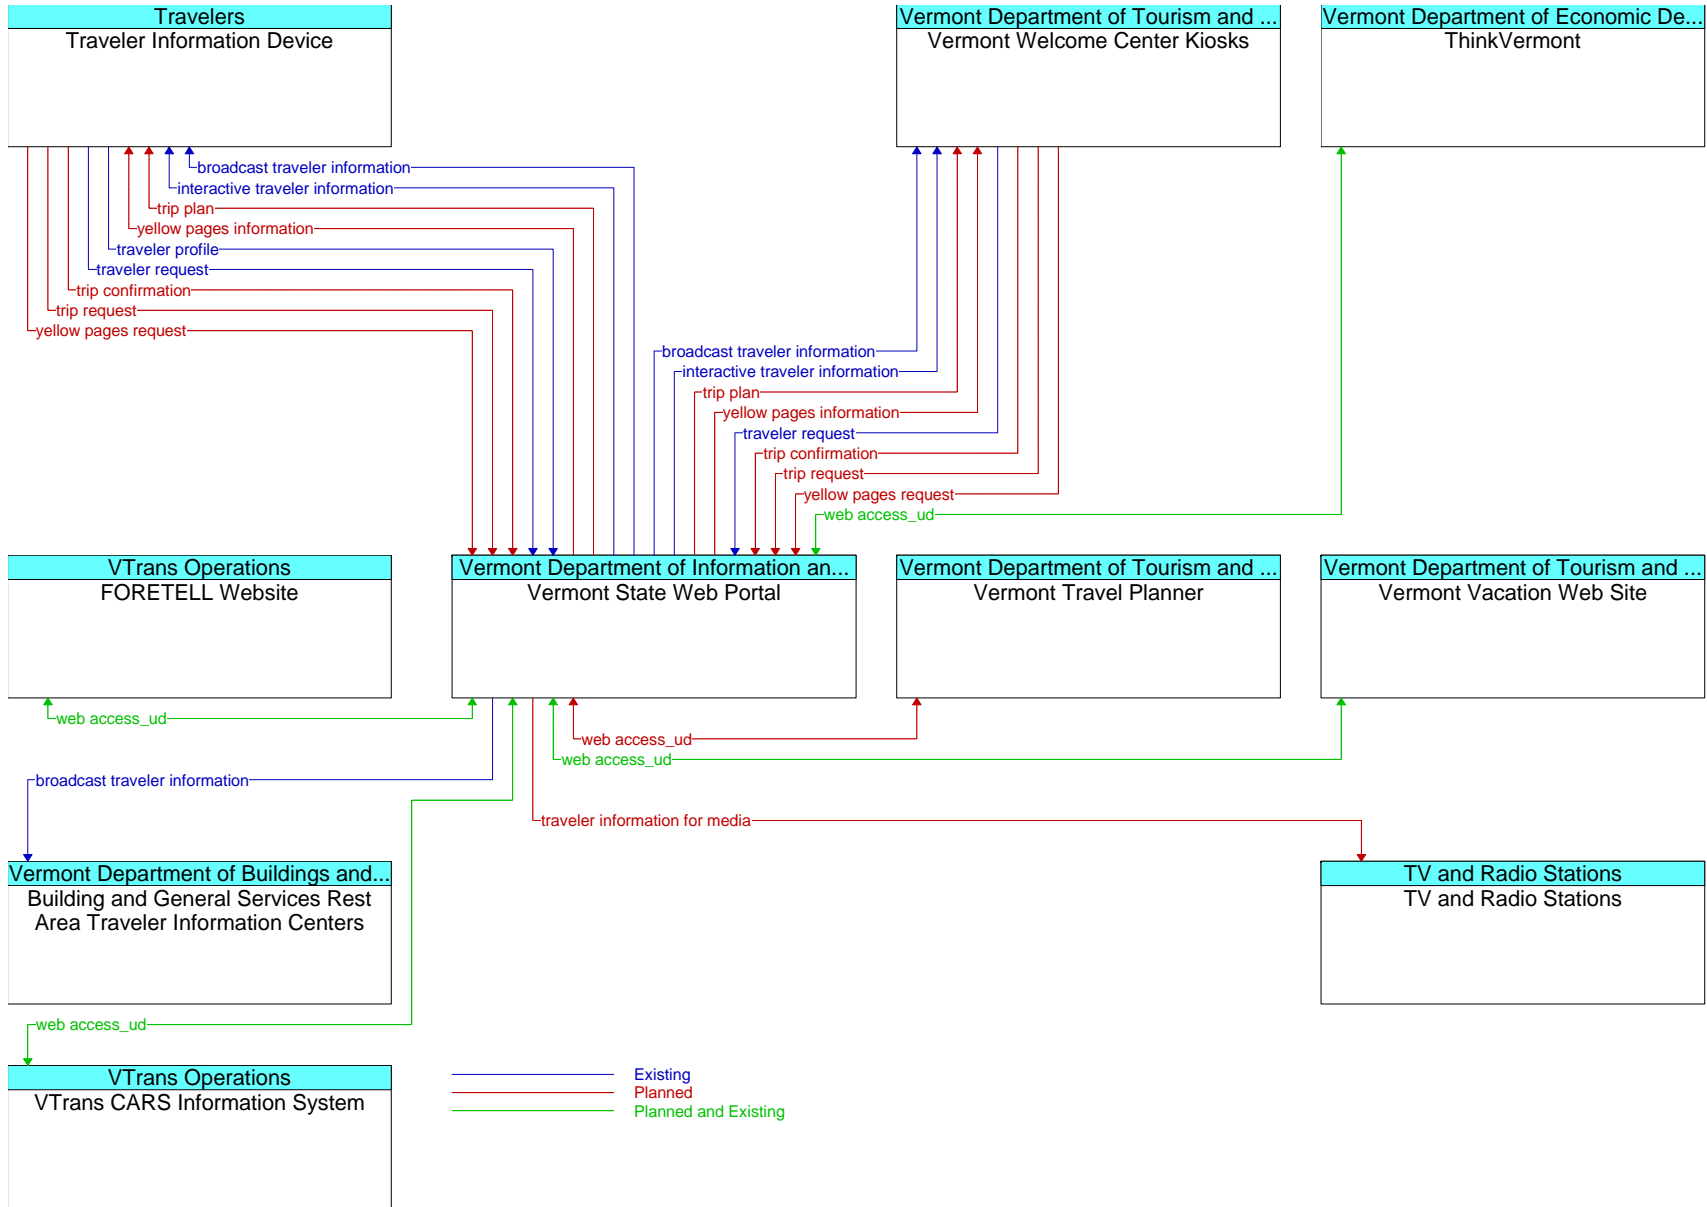 Travelers
Traveler Information Device
Vermont Department of Tourism and ...
Vermont Welcome Center Kiosks
Vermont Department of Economic De...
ThinkVermont
broadcast traveler information
interactive traveler information
trip plan
yellow pages information
traveler profile
traveler request
trip confirmation
trip request
yellow pages request
broadcast traveler information
interactive traveler information
trip plan
yellow pages information
traveler request
trip confirmation
trip request
yellow pages request
web access_ud
VTrans Operations
FORETELL Website
Vermont Department of Information an...
Vermont State Web Portal
Vermont Department of Tourism and ...
Vermont Travel Planner
Vermont Department of Tourism and ...
Vermont Vacation Web Site
web access_ud
web access_ud
web access_ud
broadcast traveler information
traveler information for media
Vermont Department of Buildings and...
Building and General Services Rest
Area Traveler Information Centers
TV and Radio Stations
TV and Radio Stations
web access_ud
VTrans Operations
VTrans CARS Information System
Existing
Planned
Planned and Existing